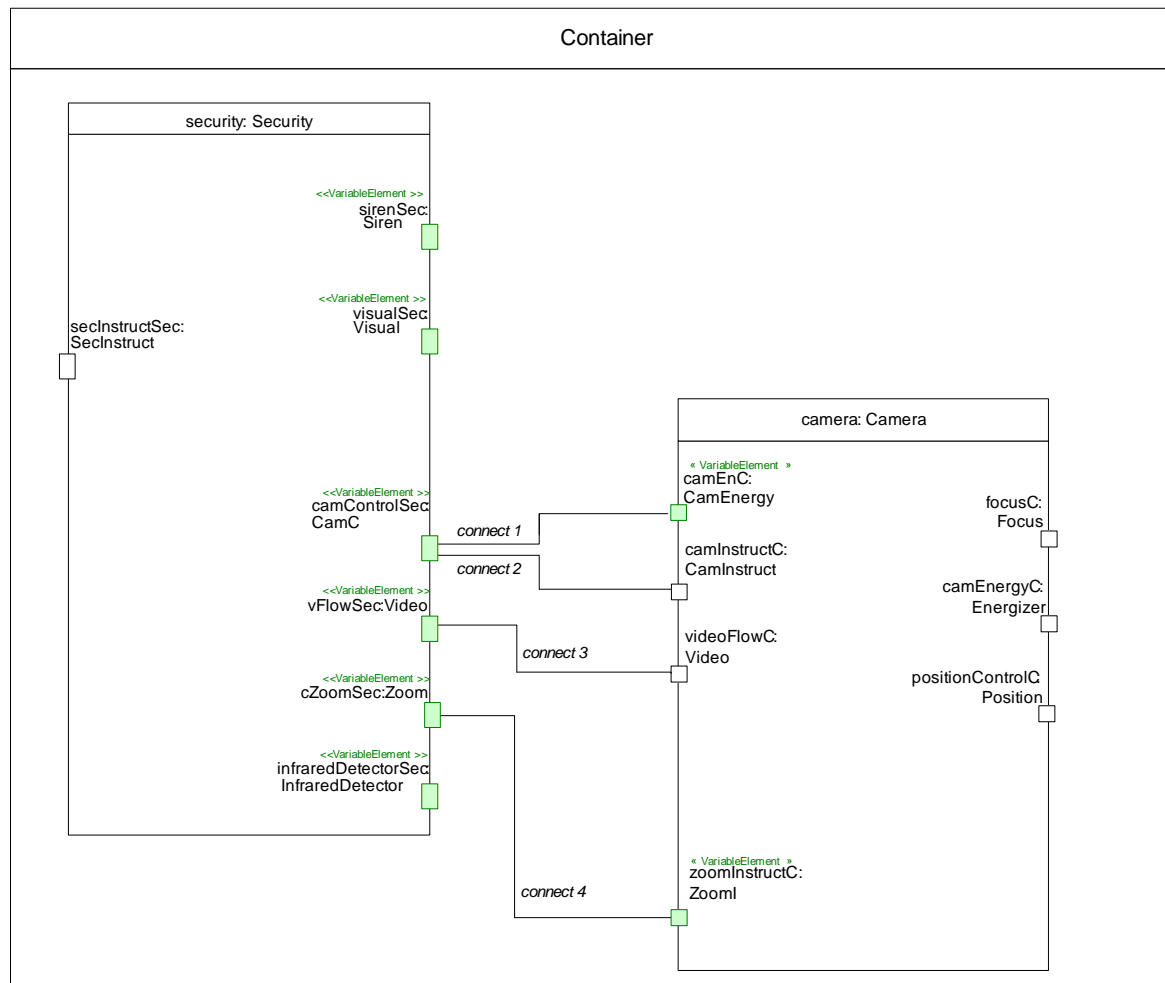 Container
security: Security
<<VariableElement >>
sirenSec:
Siren
<<VariableElement >>
visualSec:
Visual
secInstructSec:
SecInstruct
<<VariableElement >>
camControlSec:
CamC
<<VariableElement >>
vFlowSec:Video
<<VariableElement >>
cZoomSec:Zoom
<<VariableElement >>
infraredDetectorSec:
InfraredDetector
connect 1
connect 2
connect 3
connect 4
camera: Camera
« VariableElement »
camEnC:
CamEnergy
camInstructC:
CamInstruct
videoFlowC:
Video
« VariableElement »
zoomInstructC:
ZoomI
focusC:
Focus
camEnergyC:
Energizer
positionControlC:
Position